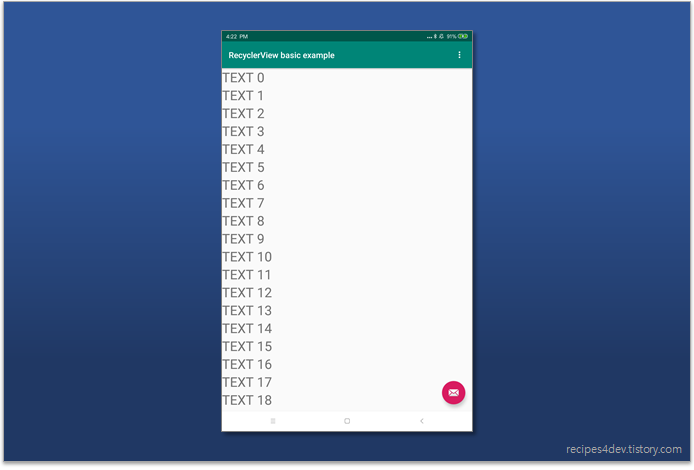 4:22 PM 91%
RecyclerView basic example
TEXT 0
TEXT 1
TEXT 2
TEXT 3
TEXT 4
TEXT 5
TEXT 6
TEXT 7
TEXT 8
TEXT 9
TEXT 10
TEXT 11
TEXT 12
TEXT 13
TEXT 14
TEXT 15
TEXT 16
TEXT 17
TEXT 18
recipes4dev.tistory.com